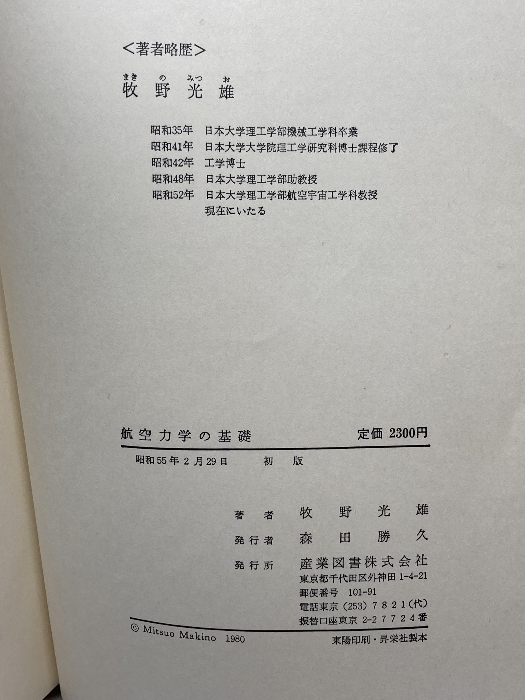 ＜著者略歴＞
まき の みつ お
牧野光雄
昭和35年 日本大学理工学部機械工学科卒業
昭和41年 日本大学大学院理工学研究科博士課程修了
昭和42年 工学博士
昭和48年 日本大学理工学部助教授
昭和52年 日本大学理工学部航空宇宙工学科教授
現在にいたる
航空力学の基礎 定価 2300円
昭和55年2月29日 初版
著者 牧野光雄
発行者 森田勝久
発行所 産業図書株式会社
東京都千代田区外神田1-4-21
郵便番号 101-91
電話東京 (253) 7821(代)
振替口座東京 2-27724番
© Mitsuo Makino 1980
東陽印刷・昇栄社製本